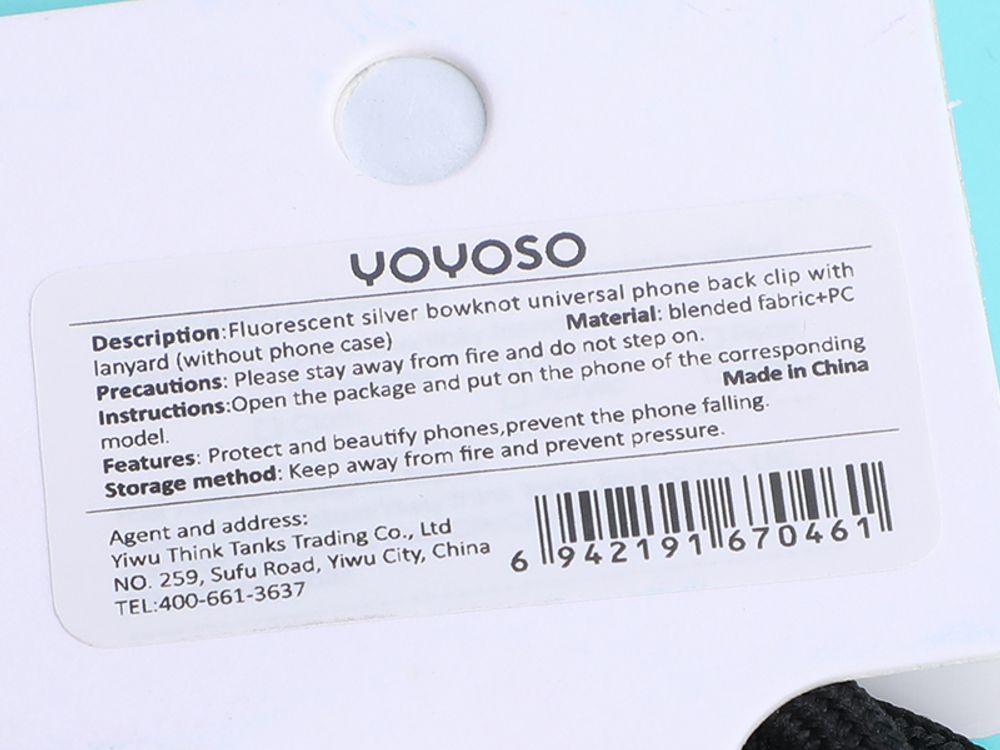 YOYOSO
Description:Fluorescent silver bowknot universal phone back clip with
lanyard (without phone case) Material: blended fabric+PC
Precautions: Please stay away from fire and do not step on.
Instructions:Open the package and put on the phone of the corresponding
model. Made in China
Features: Protect and beautify phones,prevent the phone falling.
Storage method: Keep away from fire and prevent pressure.
Agent and address:
Yiwu Think Tanks Trading Co., Ltd
NO. 259, Sufu Road, Yiwu City, China
TEL:400-661-3637
6 942191 670461